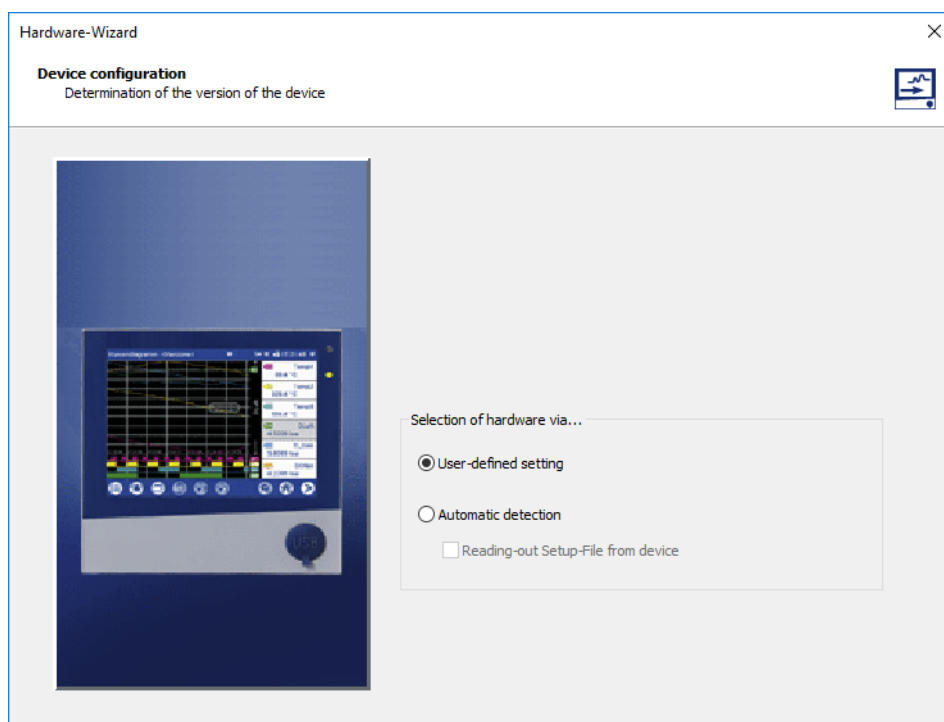 Hardware-Wizard
Device configuration
Determination of the version of the device
USB
Selection of hardware via...
User-defined setting
Automatic detection
Reading-out Setup-File from device